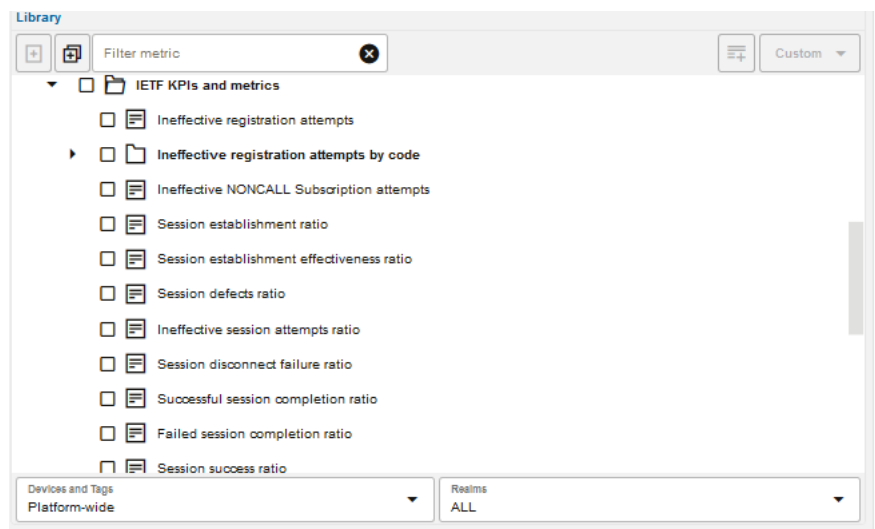 Library
Filter metric
Custom
IETF KPIs and metrics
Ineffective registration attempts
Ineffective registration attempts by code
Ineffective NONCALL Subscription attempts
Session establishment ratio
Session establishment effectiveness ratio
Session defects ratio
Ineffective session attempts ratio
Session disconnect failure ratio
Successful session completion ratio
Failed session completion ratio
Session success ratio
Devices and Tags
Platform-wide
Realms
ALL